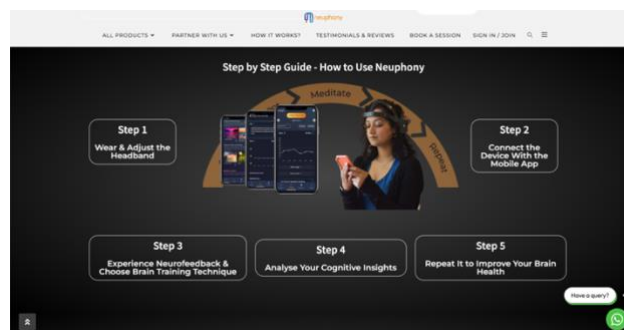 neuphony
ALL PRODUCTS
PARTNER WITH US
HOW IT WORKS?
TESTIMONIALS & REVIEWS
BOOK A SESSION
SIGN IN / JOIN
Step by Step Guide - How to Use Neuphony
Meditate
Repeat
Step 1
Wear & Adjust the
Headband
Step 2
Connect the
Device With the
Mobile App
Step 3
Experience Neurofeedback &
Choose Brain Training Technique
Step 4
Analyse Your Cognitive Insights
Step 5
Repeat It to Improve Your Brain
Health
Have a query?